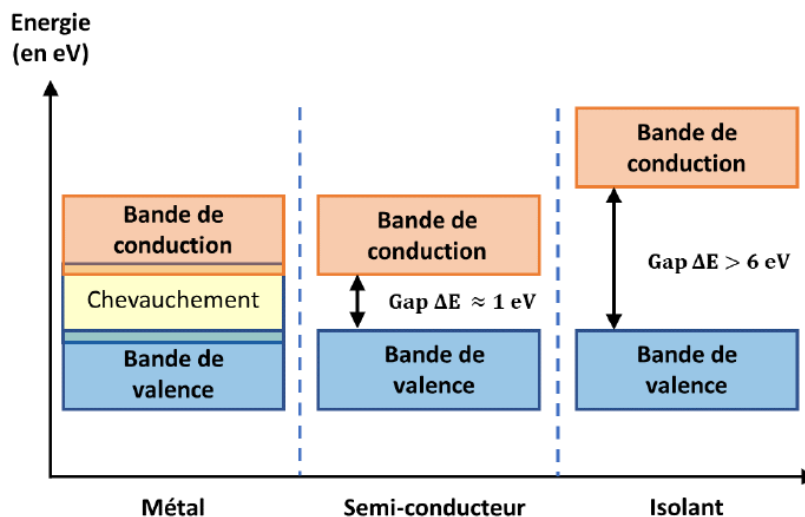 Energie
(en eV)
Bande de
conduction
Chevauchement
Bande de
valence
Bande de
conduction
Gap ΔE ≈ 1 eV
Bande de
valence
Bande de
conduction
Gap ΔE > 6 eV
Bande de
valence
Métal
Semi-conducteur
Isolant